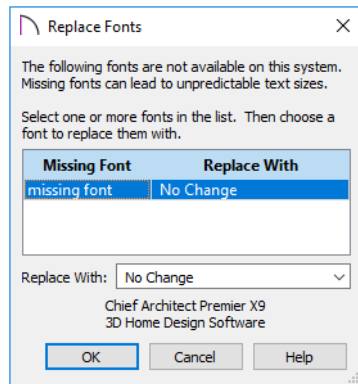 Replace Fonts
The following fonts are not available on this system.
Missing fonts can lead to unpredictable text sizes.
Select one or more fonts in the list.  Then choose a
font to replace them with.
Missing Font Replace With
missing font No Change
Replace With: No Change
Chief Architect Premier X9
3D Home Design Software
OK Cancel Help